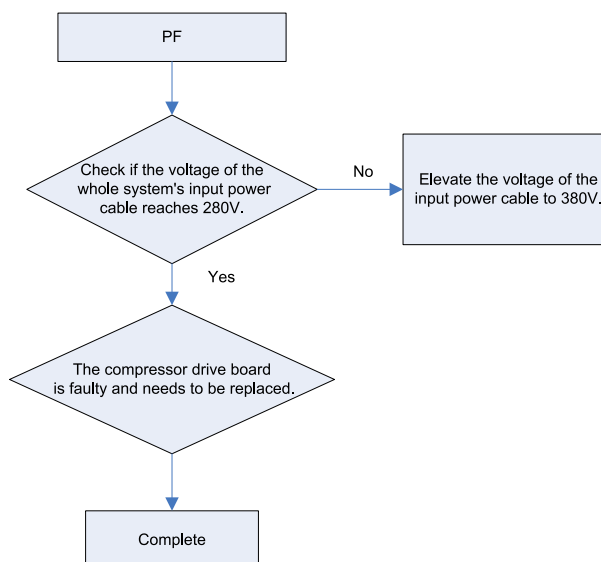 PF
Check if the voltage of the
whole system's input power
cable reaches 280V.
No
Elevate the voltage of the
input power cable to 380V.
Yes
The compressor drive board
is faulty and needs to be replaced.
Complete